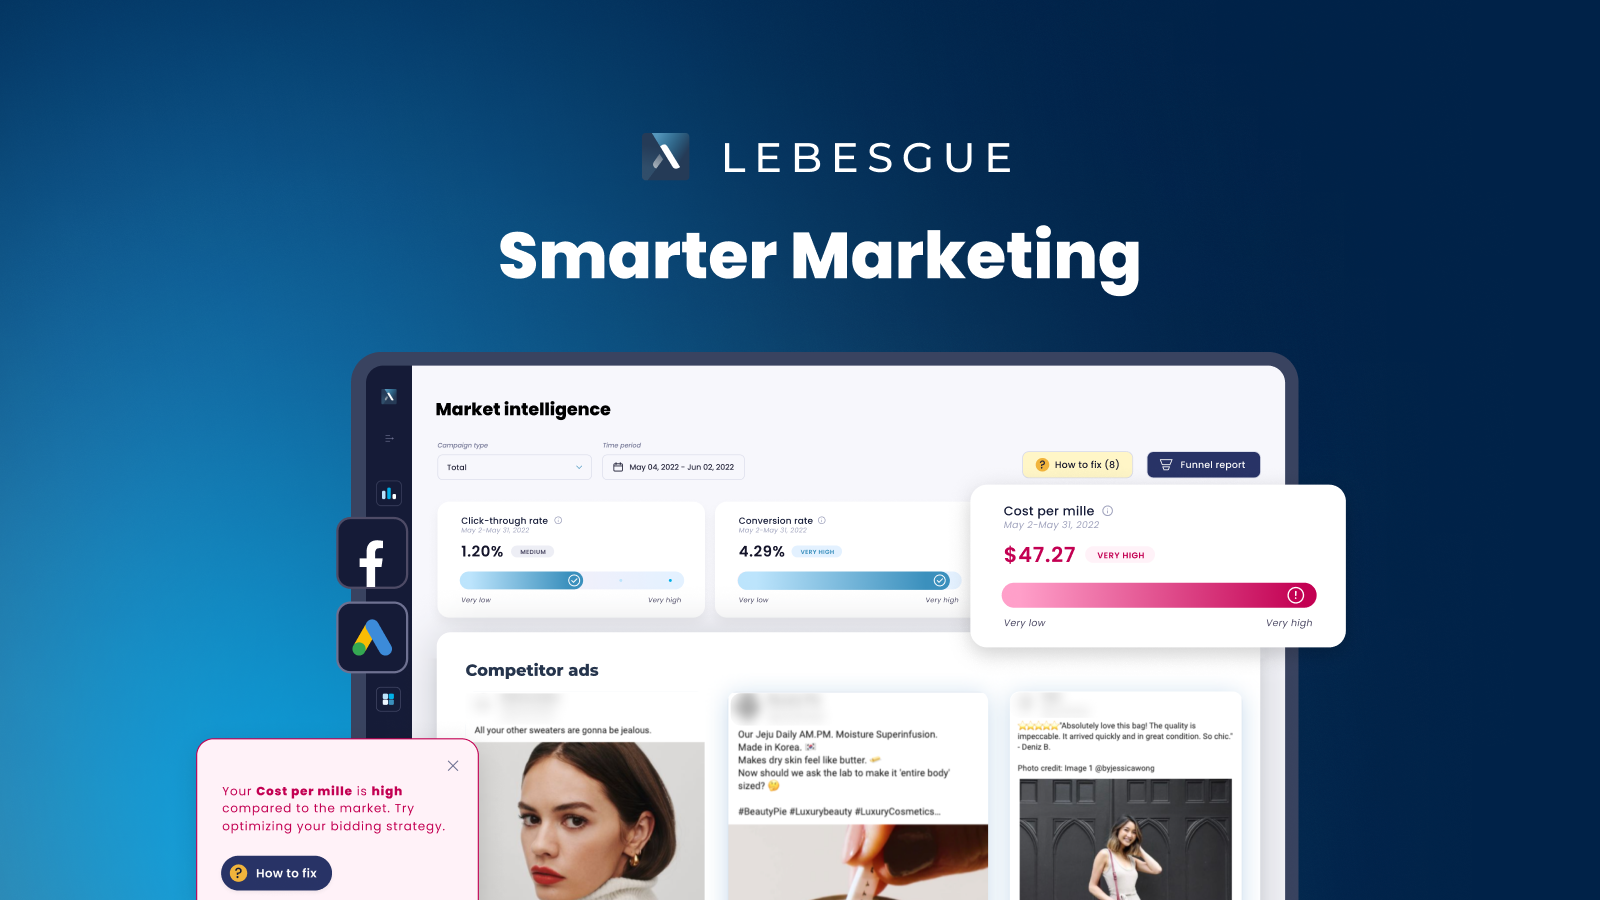 LEBESGUE
Smarter Marketing
Market intelligence
Campaign type
Time period
Total
May 04, 2022 - Jun 02, 2022
? How to fix (8)
Funnel report
Click-through rate
May 2-May 31, 2022
1.20% MEDIUM
Very low
Very high
Conversion rate
May 2-May 31, 2022
4.29% VERY HIGH
Very low
Very high
Cost per mille
May 2-May 31, 2022
$47.27 VERY HIGH
Very low
Very high
Competitor ads
All your other sweaters are gonna be jealous.
Our Jeju Daily AM.PM. Moisture Superinfusion.
Made in Korea. 🇰🇷
Makes dry skin feel like butter. 🧈
Now should we ask the lab to make it 'entire body'
sized? 🤔
#BeautyPie #Luxurybeauty #LuxuryCosmetics...
⭐⭐⭐⭐⭐"Absolutely love this bag! The quality is
impeccable. It arrived quickly and in great condition. So chic."
- Deniz B.
Photo credit: Image 1 @byjessicawong
Your Cost per mille is high
compared to the market. Try
optimizing your bidding strategy.
? How to fix